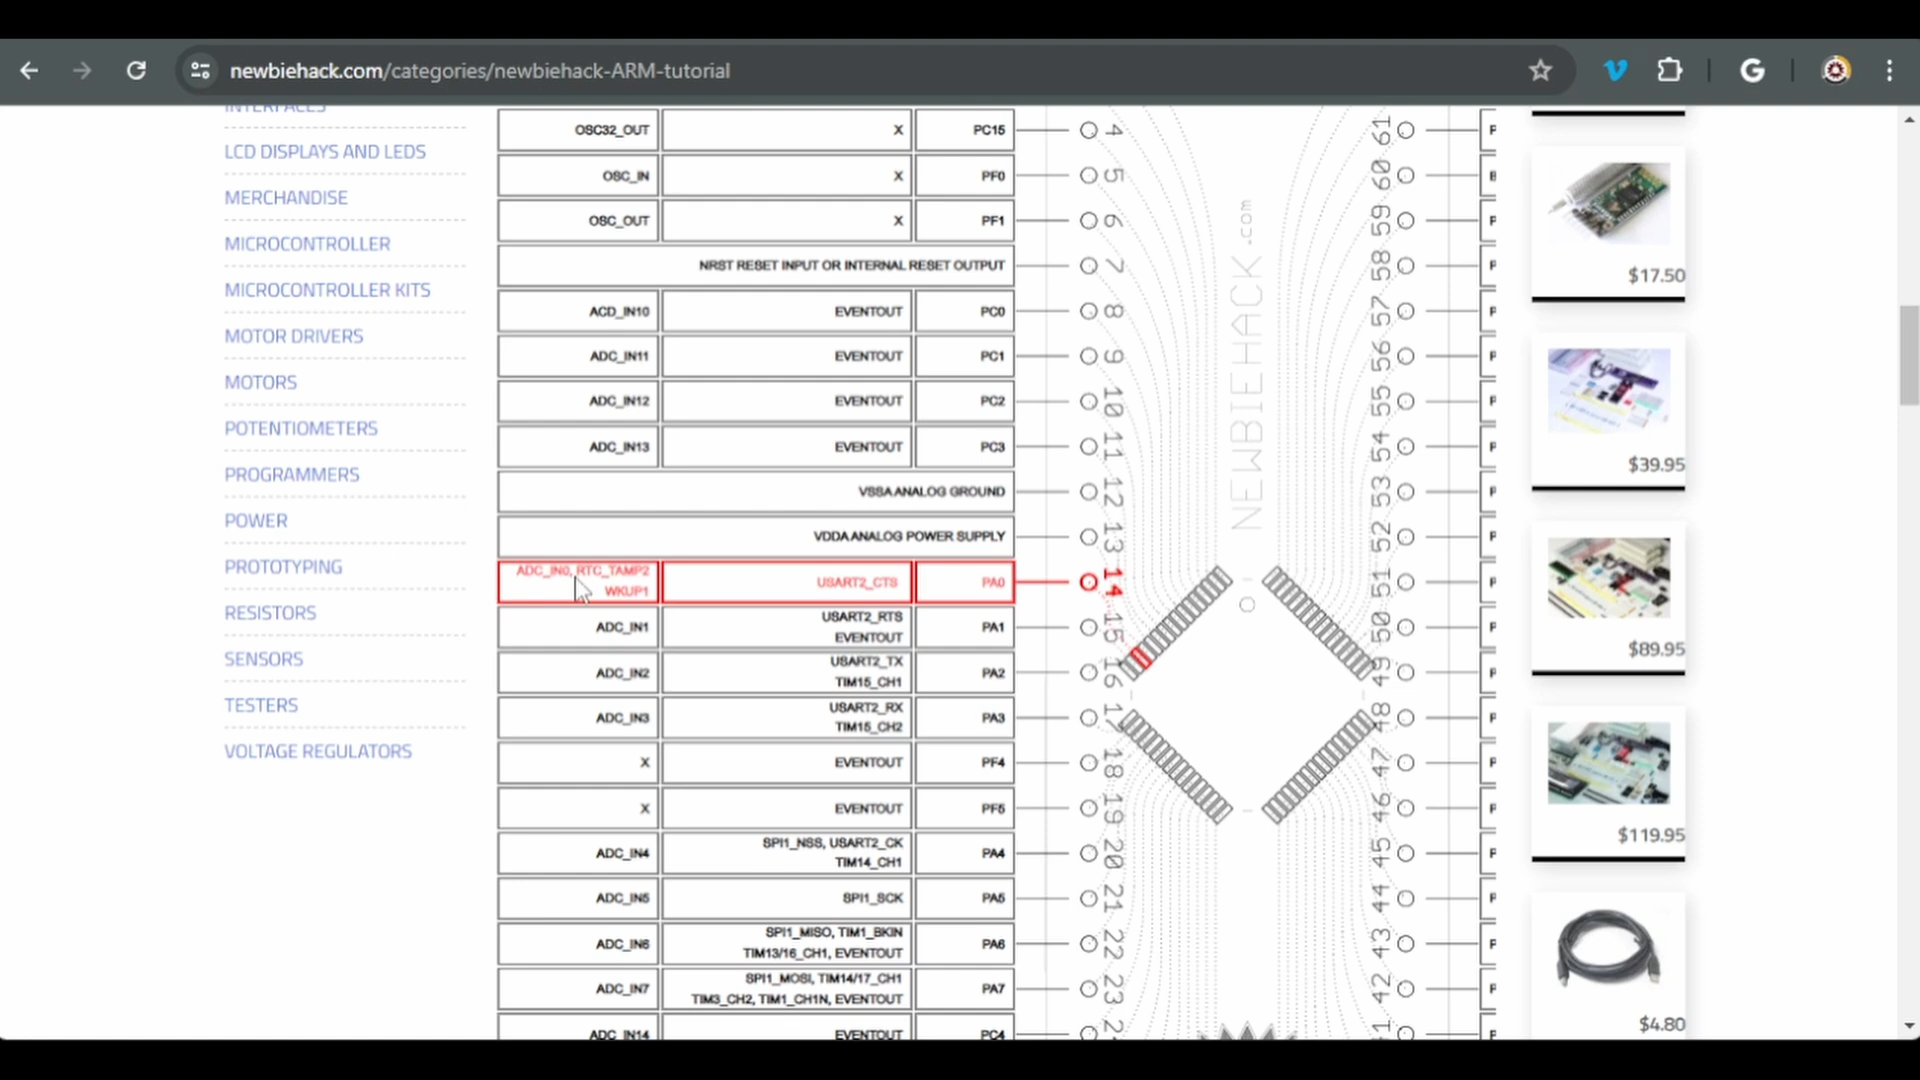 newbiehack.com/categories/newbiehack-ARM-tutorial
INTERFACES
LCD DISPLAYS AND LEDS
MERCHANDISE
MICROCONTROLLER
MICROCONTROLLER KITS
MOTOR DRIVERS
MOTORS
POTENTIOMETERS
PROGRAMMERS
POWER
PROTOTYPING
RESISTORS
SENSORS
TESTERS
VOLTAGE REGULATORS
OSC32_OUT X PC15 4
OSC_IN X PF0 5
OSC_OUT X PF1 6
NRST RESET INPUT OR INTERNAL RESET OUTPUT 7
ACD_IN10 EVENTOUT PC0 8
ADC_IN11 EVENTOUT PC1 9
ADC_IN12 EVENTOUT PC2 10
ADC_IN13 EVENTOUT PC3 11
VSSA ANALOG GROUND 12
VDDA ANALOG POWER SUPPLY 13
ADC_IN0, RTC_TAMP2
WKUP1 USART2_CTS PA0 14
ADC_IN1 USART2_RTS
EVENTOUT PA1 15
ADC_IN2 USART2_TX
TIM15_CH1 PA2 16
ADC_IN3 USART2_RX
TIM15_CH2 PA3 17
X EVENTOUT PF4 18
X EVENTOUT PF5 19
ADC_IN4 SPI1_NSS, USART2_CK
TIM14_CH1 PA4 20
ADC_IN5 SPI1_SCK PA5 21
ADC_IN6 SPI1_MISO, TIM1_BKIN
TIM13/16_CH1, EVENTOUT PA6 22
ADC_IN7 SPI1_MOSI, TIM14/17_CH1
TIM3_CH2, TIM1_CH1N, EVENTOUT PA7 23
ADC_IN14 EVENTOUT PC4
NEWBIEHACK.com
61
60
59
58
57
56
55
54
53
52
51
50
49
48
47
46
45
44
43
42
$17.50
$39.95
$89.95
$119.95
$4.80